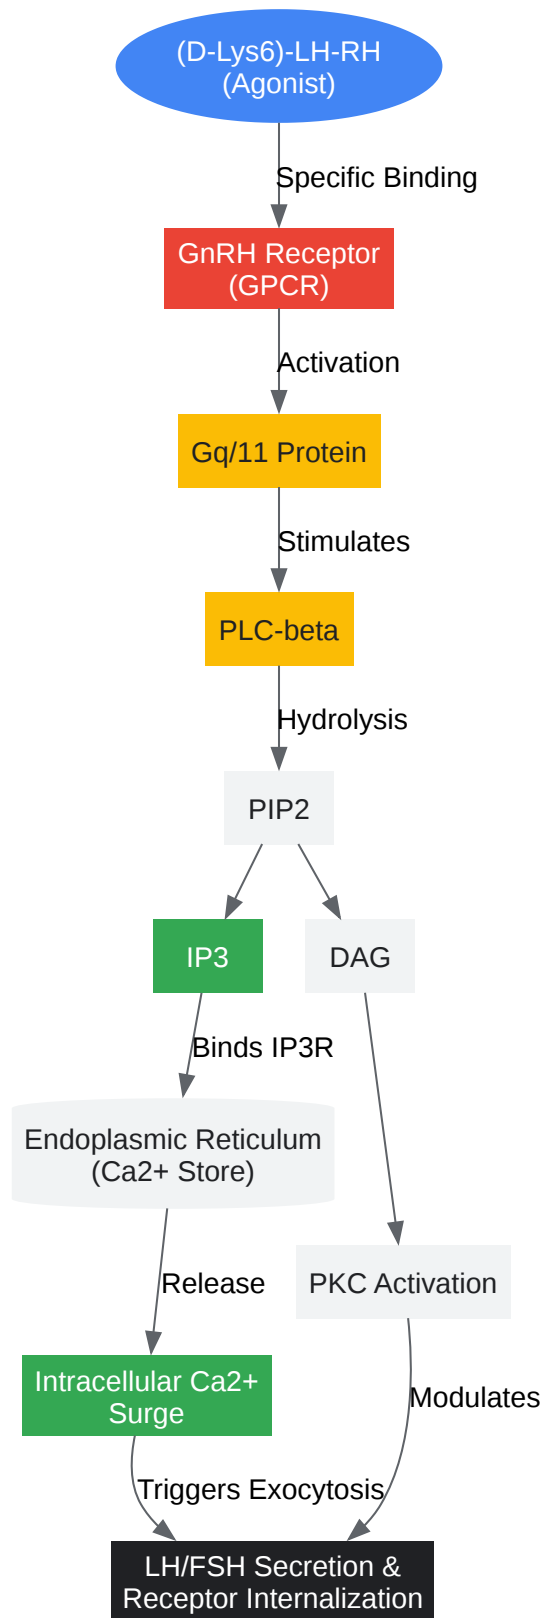 (D-Lys6)-LH-RH
(Agonist)
Specific Binding
GnRH Receptor
(GPCR)
Activation
Gq/11 Protein
Stimulates
PLC-beta
Hydrolysis
PIP2
IP3
DAG
Binds IP3R
Endoplasmic Reticulum
(Ca2+ Store)
Release
PKC Activation
Intracellular Ca2+
Surge
Modulates
Triggers Exocytosis
LH/FSH Secretion &
Receptor Internalization